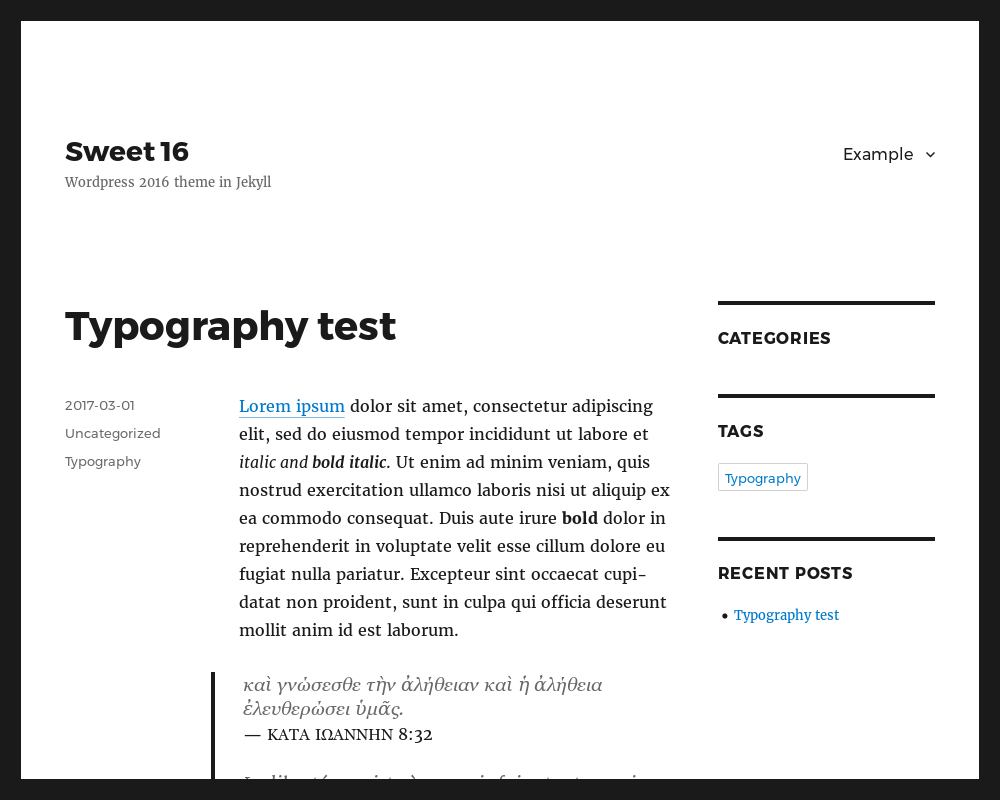 Sweet 16
Wordpress 2016 theme in Jekyll
Example
Typography test
2017-03-01
Uncategorized
Typography
Lorem ipsum dolor sit amet, consectetur adipiscing
elit, sed do eiusmod tempor incididunt ut labore et
italic and bold italic. Ut enim ad minim veniam, quis
nostrud exercitation ullamco laboris nisi ut aliquip ex
ea commodo consequat. Duis aute irure bold dolor in
reprehenderit in voluptate velit esse cillum dolore eu
fugiat nulla pariatur. Excepteur sint occaecat cupi-
datat non proident, sunt in culpa qui officia deserunt
mollit anim id est laborum.
καὶ γνώσεσθε τὴν ἀλήθειαν καὶ ἡ ἀλήθεια
ἐλευθερώσει ὑμᾶς.
— ΚΑΤΑ ΙΩΑΝΝΗΝ 8:32
CATEGORIES
TAGS
Typography
RECENT POSTS
Typography test